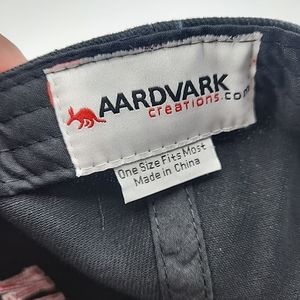 AARDVARK
creations.com
One Size Fits Most
Made in China